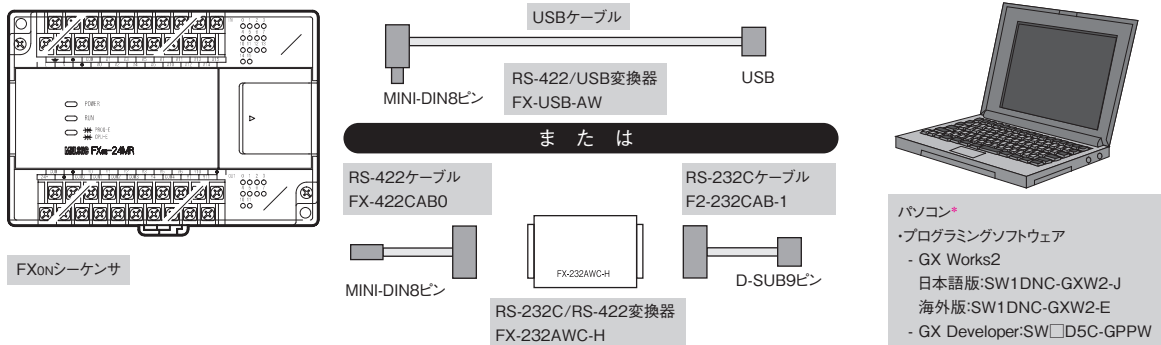 POWER
RUN
PROG-E
CPU-E
MELSEC FX0N-24MR
FX0Nシーケンサ
USBケーブル
MINI-DIN8ピン
RS-422/USB変換器
FX-USB-AW
USB
または
RS-422ケーブル
FX-422CAB0
MINI-DIN8ピン
FX-232AWC-H
RS-232C/RS-422変換器
FX-232AWC-H
RS-232Cケーブル
F2-232CAB-1
D-SUB9ピン
パソコン*
・プログラミングソフトウェア
- GX Works2
日本語版:SW1DNC-GXW2-J
海外版:SW1DNC-GXW2-E
- GX Developer:SW□D5C-GPPW